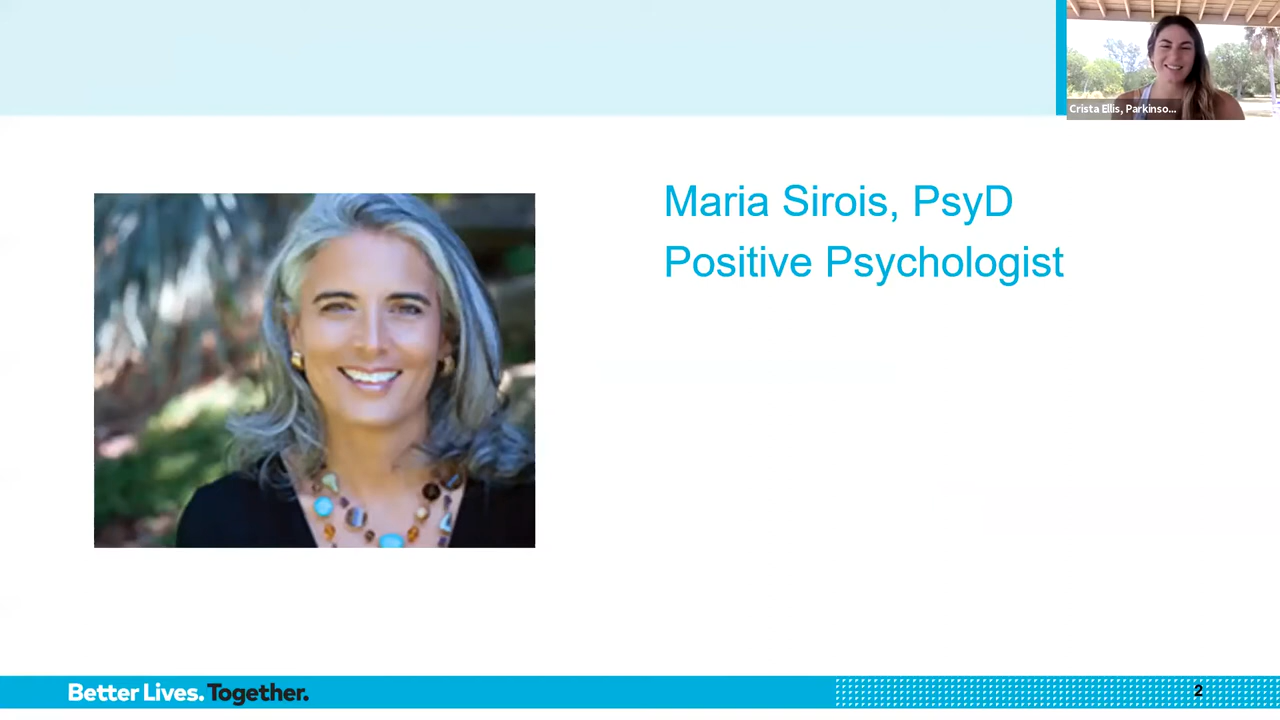 Crista Ellis, Parkinso...
Maria Sirois, PsyD
Positive Psychologist
Better Lives. Together.
2